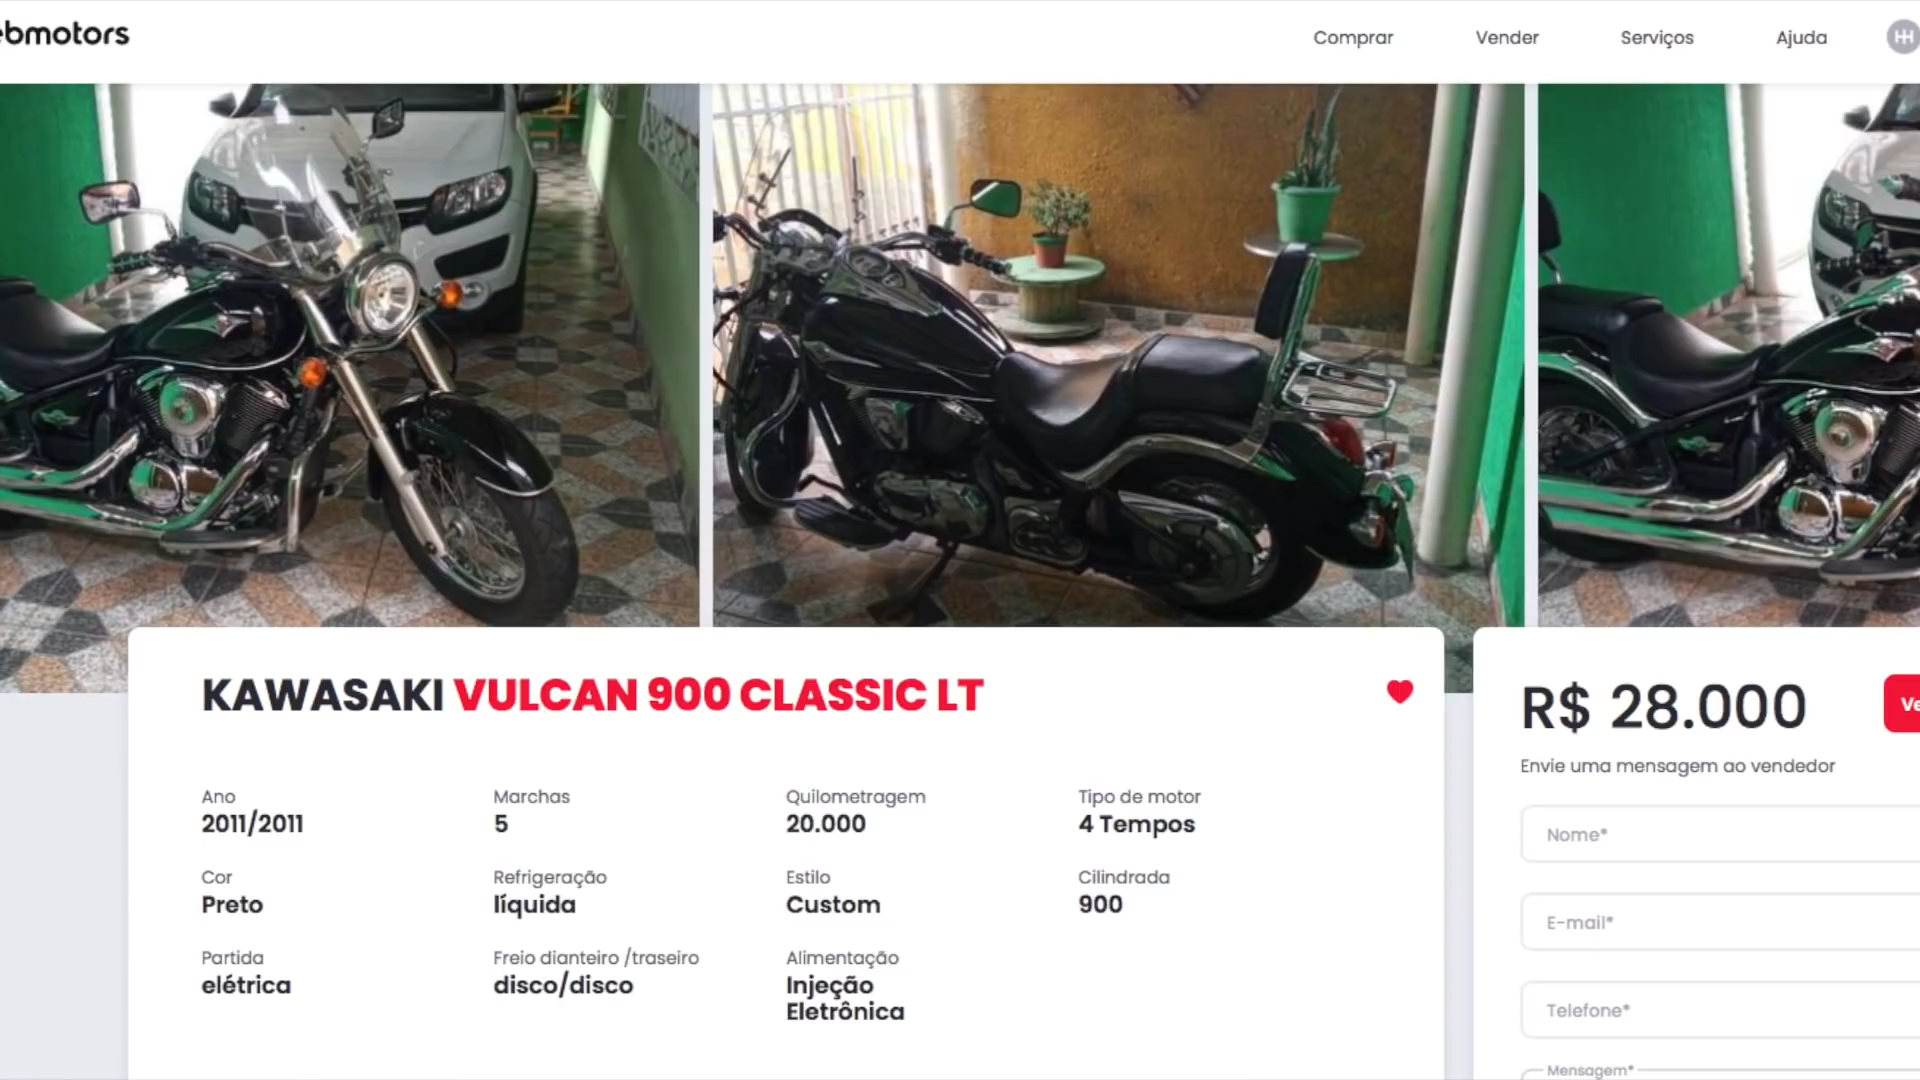 ebmotors
Comprar
Vender
Serviços
Ajuda
KAWASAKI VULCAN 900 CLASSIC LT
Ano
2011/2011
Marchas
5
Quilometragem
20.000
Tipo de motor
4 Tempos
Cor
Preto
Refrigeração
líquida
Estilo
Custom
Cilindrada
900
Partida
elétrica
Freio dianteiro /traseiro
disco/disco
Alimentação
Injeção
Eletrônica
R$ 28.000
Ve
Envie uma mensagem ao vendedor
Nome*
E-mail*
Telefone*
Mensagem*